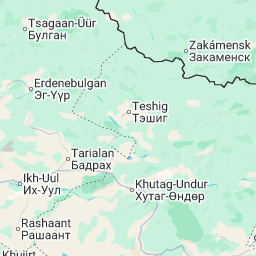 Tsagaan-Üür
Булган
Zakámensk
Закаменск
Erdenebulgan
Эг-Үүр
Teshig
Тэшиг
Tarialan
Бадрах
Ikh-Uul
Их-Уул
Khutag-Undur
Хутаг-Өндөр
Rashaant
Рашаант
Khujirt